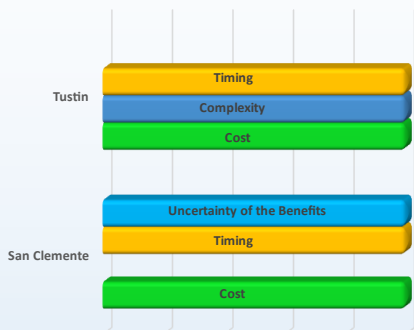 Timing
Tustin
Complexity
Cost
Uncertainty of the Benefits
Timing
San Clemente
Cost